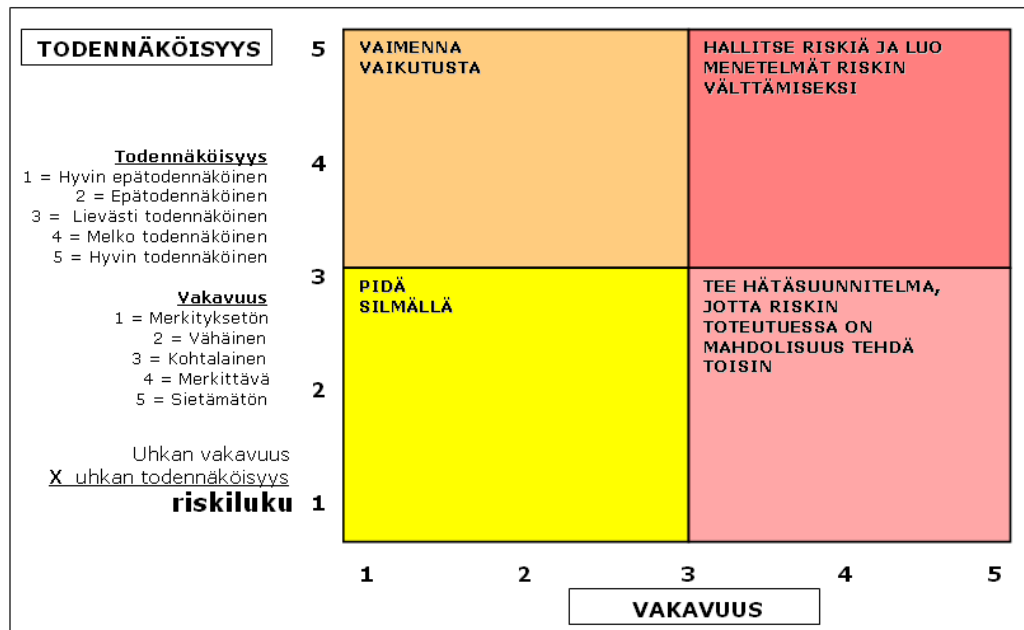 TODENNÄKÖISYYS
Todennäköisyys
1 = Hyvin epätodennäköinen
2 = Epätodennäköinen
3 = Lievästi todennäköinen
4 = Melko todennäköinen
5 = Hyvin todennäköinen
Vakavuus
1 = Merkityksetön
2 = Vähäinen
3 = Kohtalainen
4 = Merkittävä
5 = Sietämätön
Uhkan vakavuus
X uhkan todennäköisyys
riskiluku
5
4
3
2
1
VAIMENNA
VAIKUTUSTA
HALLITSE RISKIÄ JA LUO
MENETELMÄT RISKIN
VÄLTTÄMISEKSI
PIDÄ
SILMÄLLÄ
TEE HÄTÄSUUNNITELMA,
JOTTA RISKIN
TOTEUTUESSA ON
MAHDOLISUUS TEHDÄ
TOISIN
1 2 3 4 5
VAKAVUUS